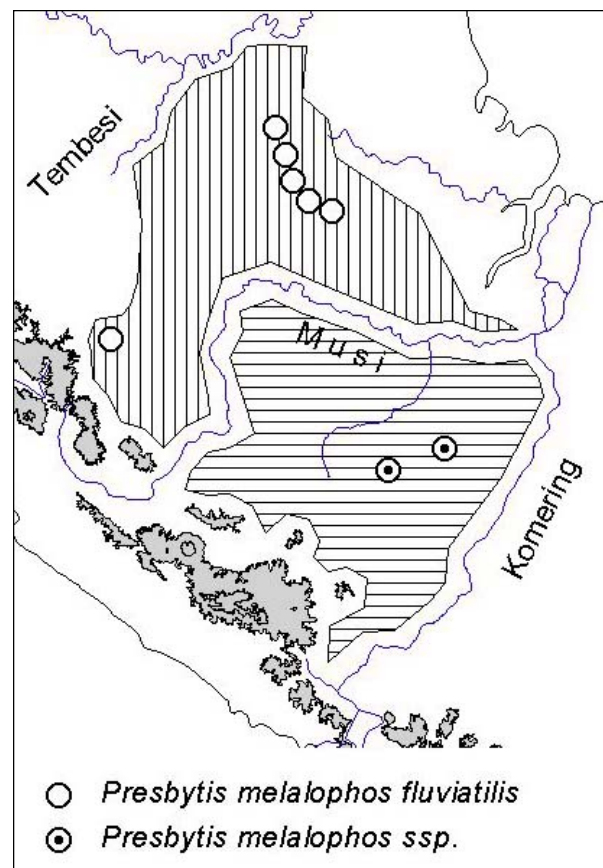 Tembesi
Musi
Komering
Presbytis melalophos fluviatilis
Presbytis melalophos ssp.